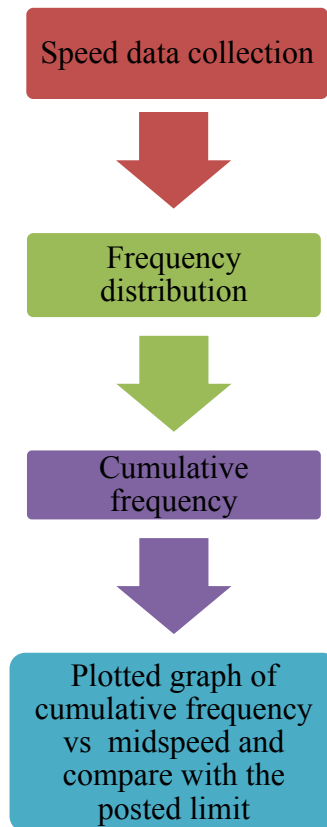 Speed data collection
Frequency
distribution
Cumulative
frequency
Plotted graph of
cumulative frequency
vs midspeed and
compare with the
posted limit